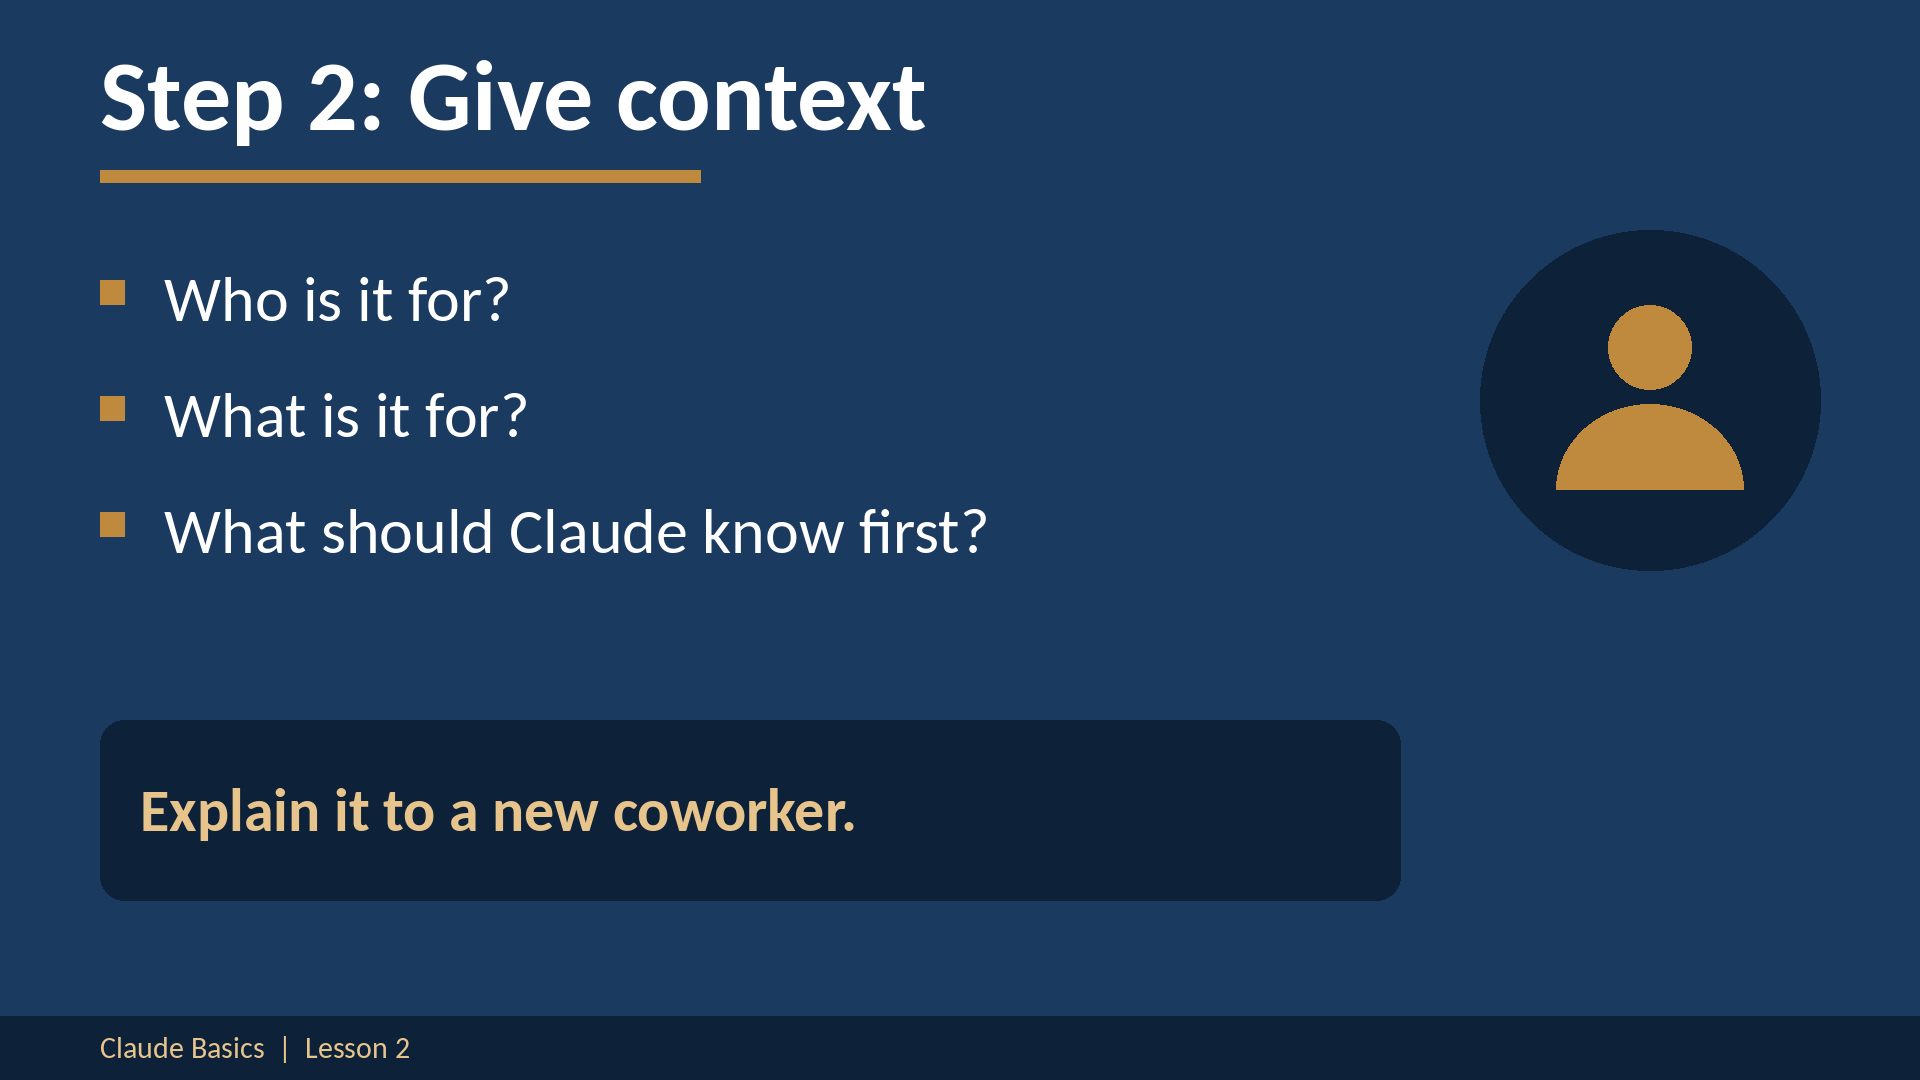 Step 2: Give context
Who is it for?
What is it for?
What should Claude know first?
Explain it to a new coworker.
Claude Basics | Lesson 2